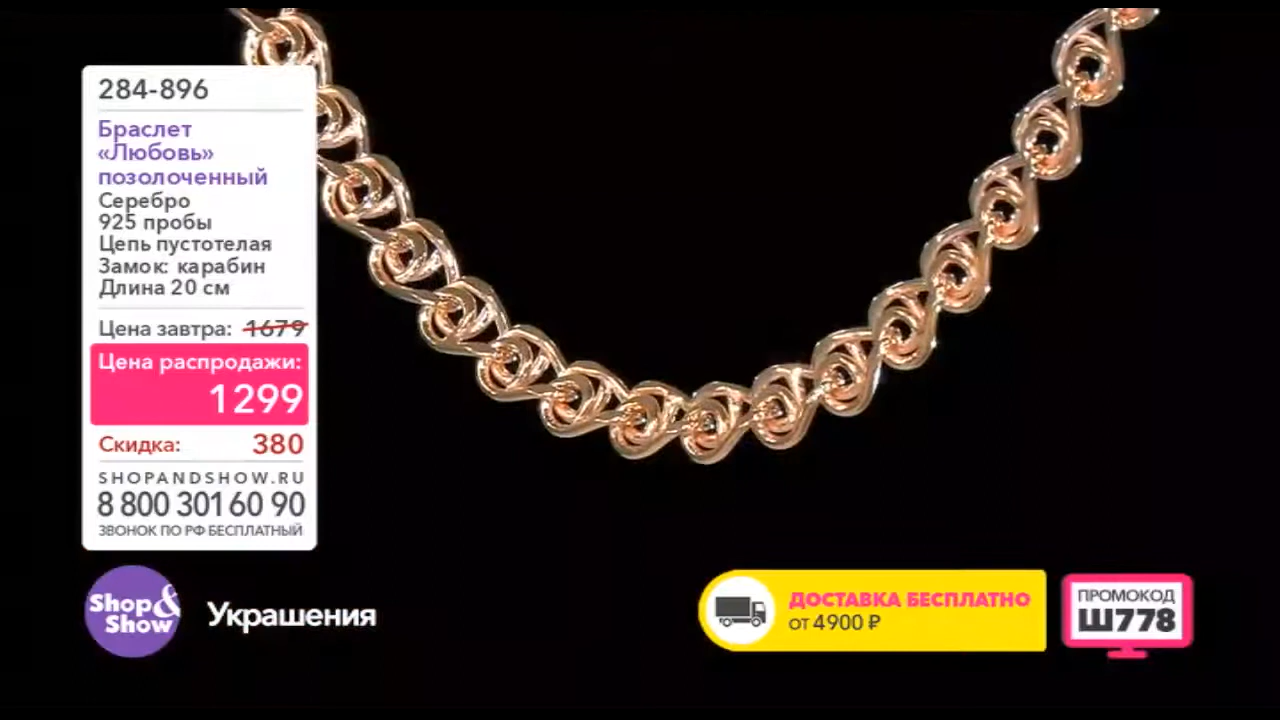 284-896
Браслет
«Любовь»
позолоченный
Серебро
925 пробы
Цепь пустотелая
Замок: карабин
Длина 20 см
Цена завтра: 1679
Цена распродажи:
1299
Скидка: 380
SHOPANDSHOW.RU
8 800 301 60 90
ЗВОНОК ПО РФ БЕСПЛАТНЫЙ
Shop&
Show
Украшения
ДОСТАВКА БЕСПЛАТНО
от 4900 ₽
ПРОМОКОД
Ш778